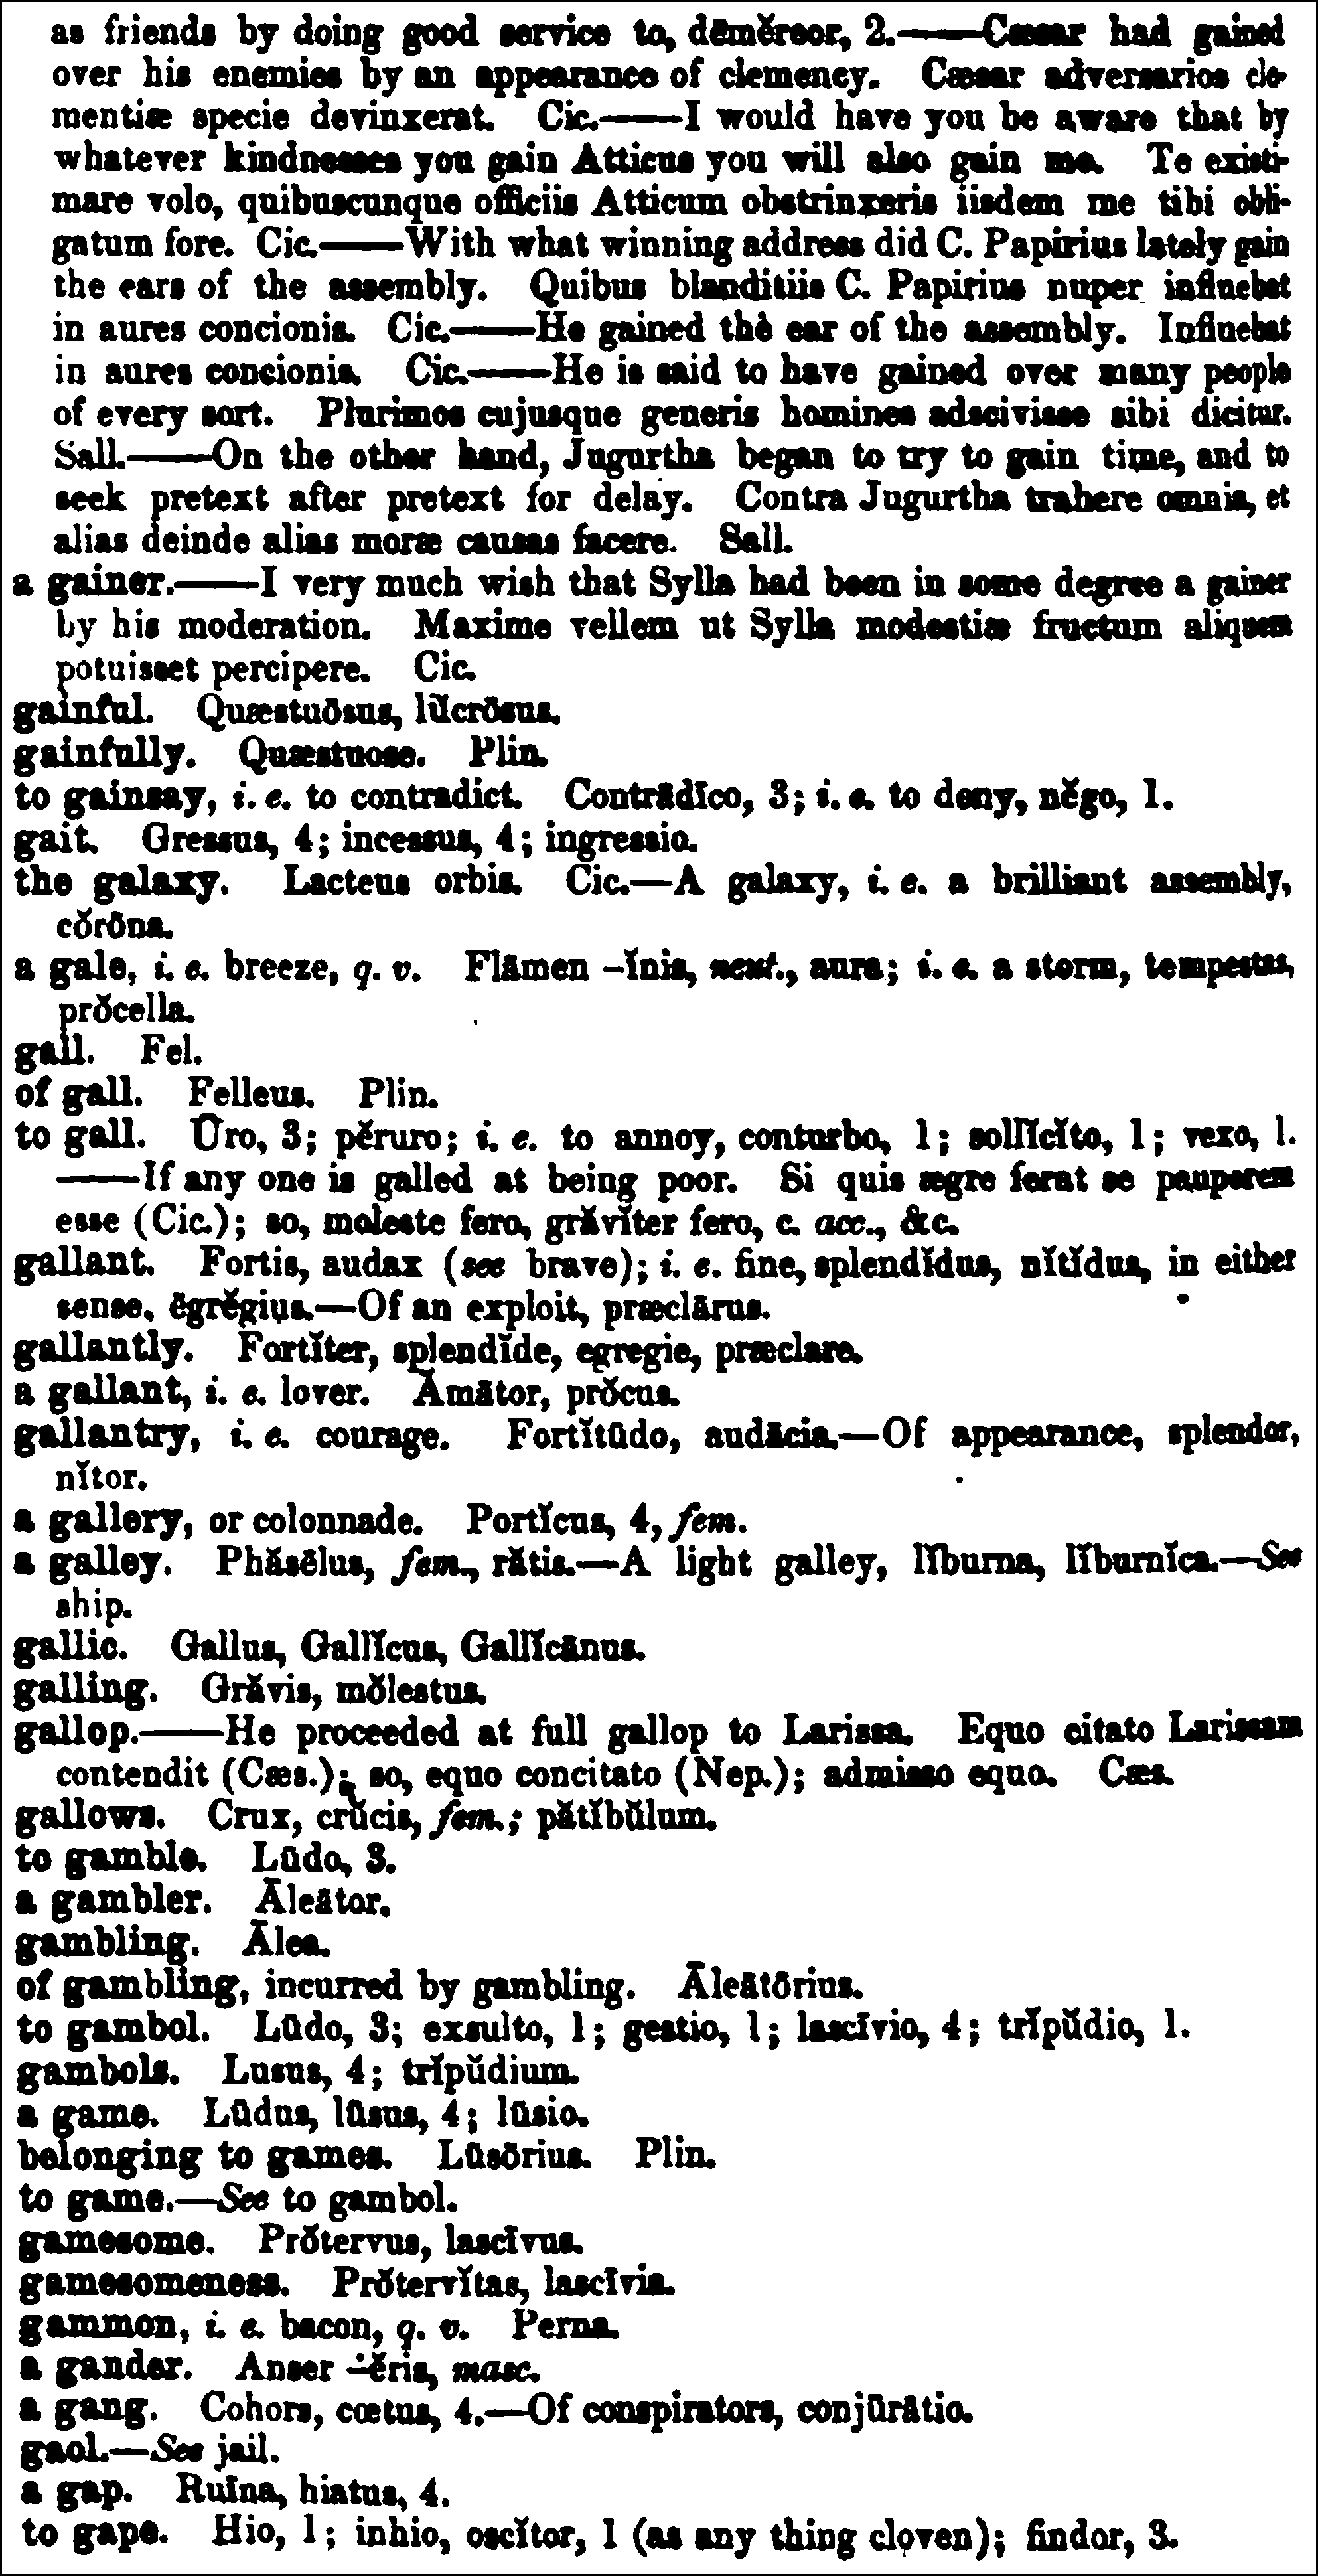 as friends by doing good service to, dēmĕreor, 2.——Cæsar had gained
over his enemies by an appearance of clemency. Cæsar adversarios cle-
mentiæ specie devinxerat. Cic.——I would have you be aware that by
whatever kindnesses you gain Atticus you will also gain me. Te existi-
mare volo, quibuscunque officiis Atticum obstrinxeris iisdem me tibi obli-
gatum fore. Cic.——With what winning address did C. Papirius lately gain
the ears of the assembly. Quibus blanditiis C. Papirius nuper influebat
in aures concionis. Cic.——He gained the ear of the assembly. Influebat
in aures concionis. Cic.——He is said to have gained over many people
of every sort. Plurimos cujusque generis homines adscivisse sibi dicitur.
Sall.——On the other hand, Jugurtha began to try to gain time, and to
seek pretext after pretext for delay. Contra Jugurtha trahere omnia, et
alias deinde alias moræ causas facere. Sall.
a gainer.——I very much wish that Sylla had been in some degree a gainer
by his moderation. Maxime vellem ut Sylla modestiæ fructum aliquem
potuisset percipere. Cic.
gainful. Quæstuōsus, lŭcrōsus.
gainfully. Quæstuose. Plin.
to gainsay, i. e. to contradict. Contrādīco, 3; i. e. to deny, nĕgo, 1.
gait. Gressus, 4; incessus, 4; ingressio.
the galaxy. Lacteus orbis. Cic.—A galaxy, i. e. a brilliant assembly,
cŏrōna.
a gale, i. e. breeze, q. v. Flāmen -ĭnis, neut., aura; i. e. a storm, tempestas,
prŏcella.
gall. Fel.
of gall. Felleus. Plin.
to gall. Ūro, 3; pĕruro; i. e. to annoy, conturbo, 1; sollĭcĭto, 1; vexo, 1.
——If any one is galled at being poor. Si quis ægre ferat se pauperem
esse (Cic.); so, moleste fero, grăvĭter fero, c. acc., &c.
gallant. Fortis, audax (see brave); i. e. fine, splendĭdus, nĭtĭdus, in either
sense, ēgrĕgius.—Of an exploit, præclārus.
gallantly. Fortĭter, splendĭde, egregie, præclare.
a gallant, i. e. lover. Ămātor, prŏcus.
gallantry, i. e. courage. Fortĭtūdo, audācia.—Of appearance, splendor,
nĭtor.
a gallery, or colonnade. Portĭcus, 4, fem.
a galley. Phăsēlus, fem., rătis.—A light galley, lĭburna, lĭburnĭca.—See
ship.
gallic. Gallus, Gallĭcus, Gallĭcānus.
galling. Grăvis, mŏlestus.
gallop.——He proceeded at full gallop to Larissa. Equo citato Larissam
contendit (Cæs.); so, equo concitato (Nep.); admisso equo. Cæs.
gallows. Crux, crŭcis, fem.; pătĭbŭlum.
to gamble. Lūdo, 3.
a gambler. Āleātor.
gambling. Ālea.
of gambling, incurred by gambling. Āleātōrius.
to gambol. Lūdo, 3; exsulto, 1; gestio, 1; lascīvio, 4; trĭpŭdio, 1.
gambols. Lusus, 4; trĭpŭdium.
a game. Lūdus, lūsus, 4; lūsio.
belonging to games. Lūsōrius. Plin.
to game.—See to gambol.
gamesome. Prŏtervus, lascīvus.
gamesomeness. Prŏtervĭtas, lascīvia.
gammon, i. e. bacon, q. v. Perna.
a gander. Anser -ĕris, masc.
a gang. Cohors, cœtus, 4.—Of conspirators, conjūrātio.
gaol.—See jail.
a gap. Ruīna, hiatus, 4.
to gape. Hio, 1; inhio, oscĭtor, 1 (as any thing cloven); findor, 3.